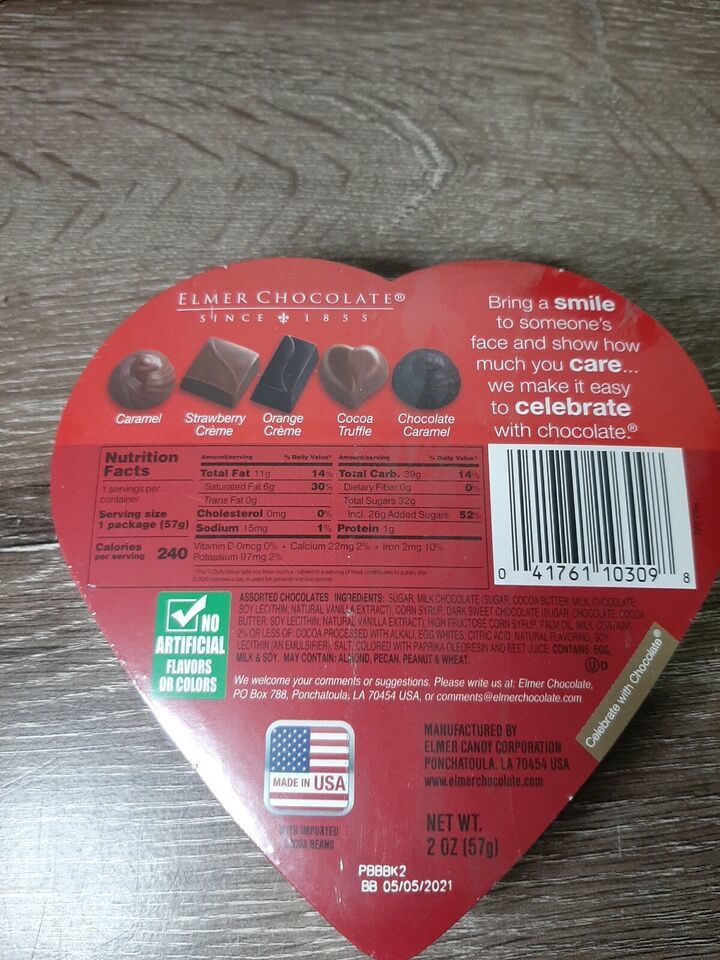 ELMER CHOCOLATE®
SINCE ⚜ 1855
Caramel
Strawberry
Crème
Orange
Crème
Cocoa
Truffle
Chocolate
Caramel
Bring a smile
to someone's
face and show how
much you care...
we make it easy
to celebrate
with chocolate.®
Nutrition
Facts
1 servings per
container
Serving size
1 package (57g)
Calories
per serving 240
Amount/serving % Daily Value*
Total Fat 11g 14%
Saturated Fat 6g 30%
Trans Fat 0g
Cholesterol 0mg 0%
Sodium 15mg 1%
Amount/serving % Daily Value*
Total Carb. 39g 14%
Dietary Fiber 0g 0%
Total Sugars 32g
Incl. 26g Added Sugars 52%
Protein 1g
Vitamin D 0mcg 0% • Calcium 22mg 2% • Iron 2mg 10%
Potassium 97mg 2%
0 41761 10309 8
NO
ARTIFICIAL
FLAVORS
OR COLORS
ASSORTED CHOCOLATES INGREDIENTS: SUGAR, MILK CHOCOLATE (SUGAR, COCOA BUTTER, MILK, CHOCOLATE,
SOY LECITHIN, NATURAL VANILLA EXTRACT), CORN SYRUP, DARK SWEET CHOCOLATE (SUGAR, CHOCOLATE, COCOA
BUTTER, SOY LECITHIN, NATURAL VANILLA EXTRACT), HIGH FRUCTOSE CORN SYRUP, PALM OIL, MILK. CONTAINS
2% OR LESS OF COCOA PROCESSED WITH ALKALI, EGG WHITES, CITRIC ACID, NATURAL FLAVORING, SOY
LECITHIN (AN EMULSIFIER), SALT, COLORED WITH PAPRIKA OLEORESIN AND BEET JUICE. CONTAINS: EGG,
MILK & SOY. MAY CONTAIN: ALMOND, PECAN, PEANUT & WHEAT.
UD
We welcome your comments or suggestions. Please write us at: Elmer Chocolate,
PO Box 788, Ponchatoula, LA 70454 USA, or comments@elmerchocolate.com
Celebrate with Chocolate®
MADE IN USA
WITH IMPORTED
COCOA BEANS
MANUFACTURED BY
ELMER CANDY CORPORATION
PONCHATOULA, LA 70454 USA
www.elmerchocolate.com
NET WT.
2 OZ (57g)
PBBBK2
BB 05/05/2021